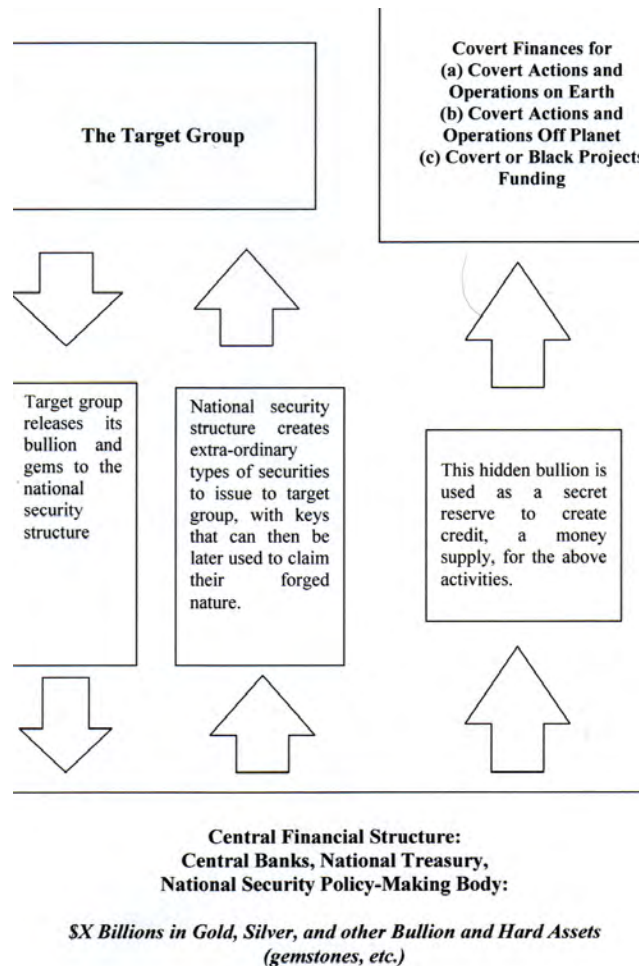 The Target Group
Covert Finances for
(a) Covert Actions and
Operations on Earth
(b) Covert Actions and
Operations Off Planet
(c) Covert or Black Projects
Funding
Target group
releases its
bullion and
gems to the
national
security
structure
National security
structure creates
extra-ordinary
types of securities
to issue to target
group, with keys
that can then be
later used to claim
their forged
nature.
This hidden bullion is
used as a secret
reserve to create
credit, a money
supply, for the above
activities.
Central Financial Structure:
Central Banks, National Treasury,
National Security Policy-Making Body:
$X Billions in Gold, Silver, and other Bullion and Hard Assets
(gemstones, etc.)